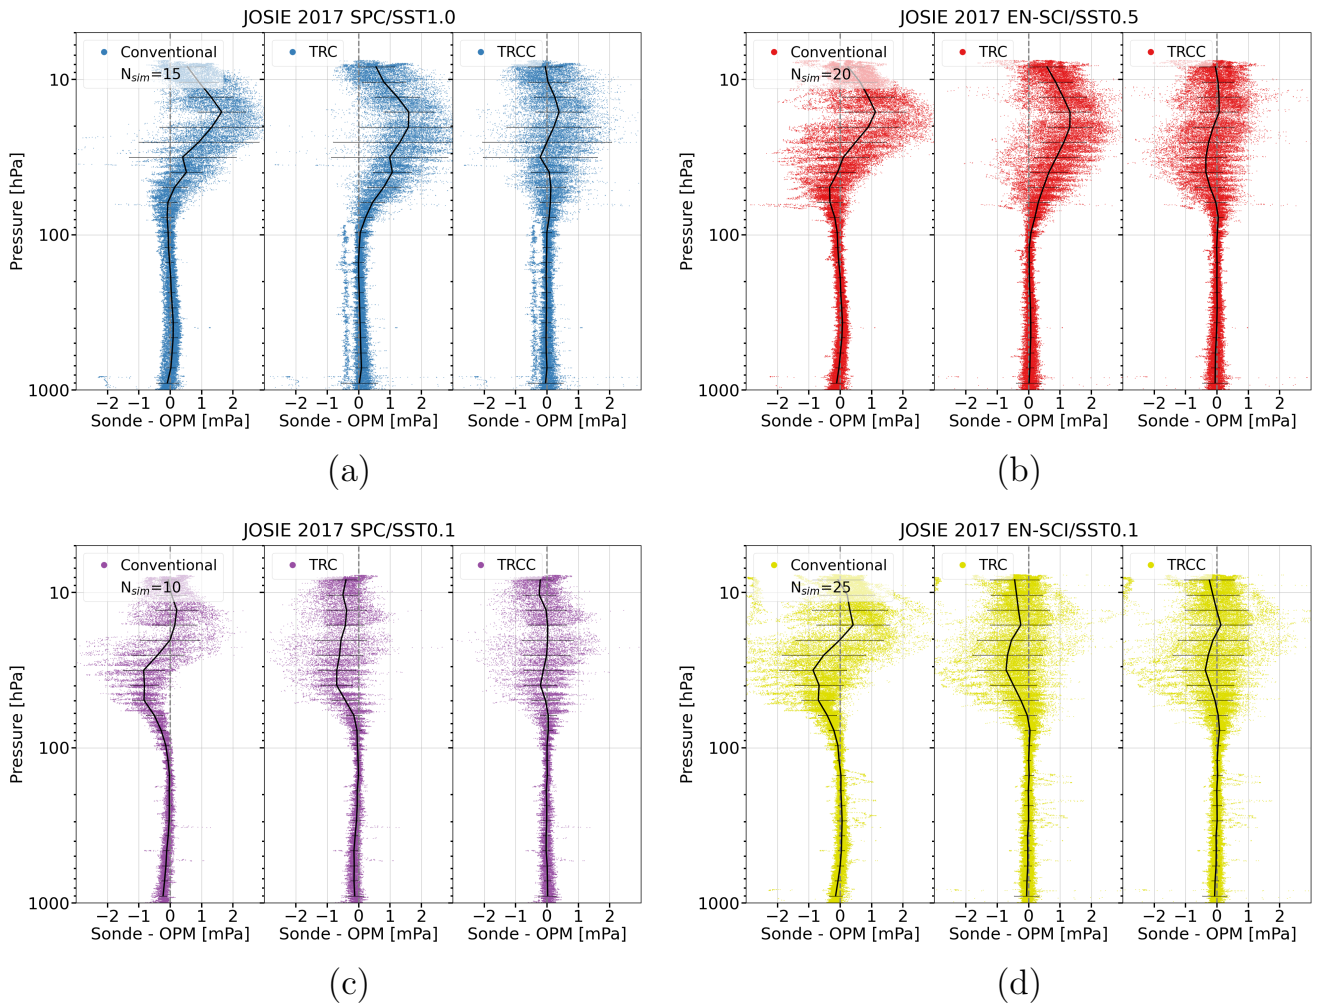 JOSIE 2017 SPC/SST1.0
Conventional
N_sim=15
TRC
TRCC
10
100
1000
Pressure [hPa]
−2 −1 0 1 2
−2 −1 0 1 2
−2 −1 0 1 2
Sonde - OPM [mPa]
Sonde - OPM [mPa]
Sonde - OPM [mPa]
(a)
JOSIE 2017 EN-SCI/SST0.5
Conventional
N_sim=20
TRC
TRCC
10
100
1000
Pressure [hPa]
−2 −1 0 1 2
−2 −1 0 1 2
−2 −1 0 1 2
Sonde - OPM [mPa]
Sonde - OPM [mPa]
Sonde - OPM [mPa]
(b)
JOSIE 2017 SPC/SST0.1
Conventional
N_sim=10
TRC
TRCC
10
100
1000
Pressure [hPa]
−2 −1 0 1 2
−2 −1 0 1 2
−2 −1 0 1 2
Sonde - OPM [mPa]
Sonde - OPM [mPa]
Sonde - OPM [mPa]
(c)
JOSIE 2017 EN-SCI/SST0.1
Conventional
N_sim=25
TRC
TRCC
10
100
1000
Pressure [hPa]
−2 −1 0 1 2
−2 −1 0 1 2
−2 −1 0 1 2
Sonde - OPM [mPa]
Sonde - OPM [mPa]
Sonde - OPM [mPa]
(d)